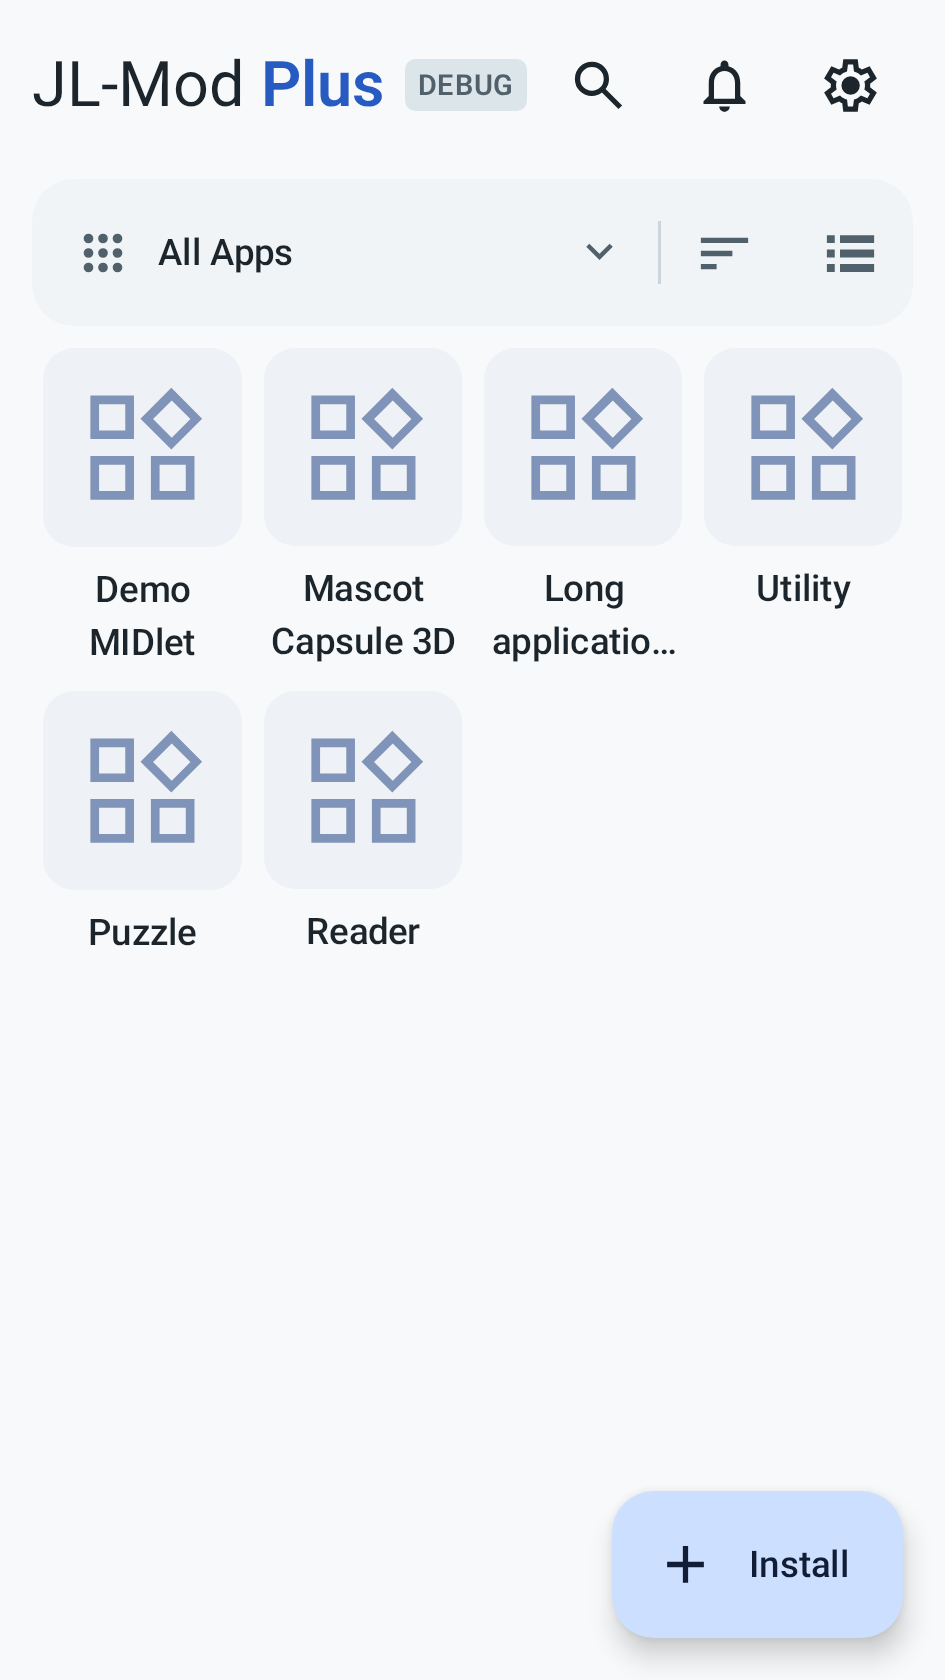 JL-Mod Plus DEBUG
All Apps
Demo
MIDlet
Mascot
Capsule 3D
Long
applicatio...
Utility
Puzzle
Reader
Install